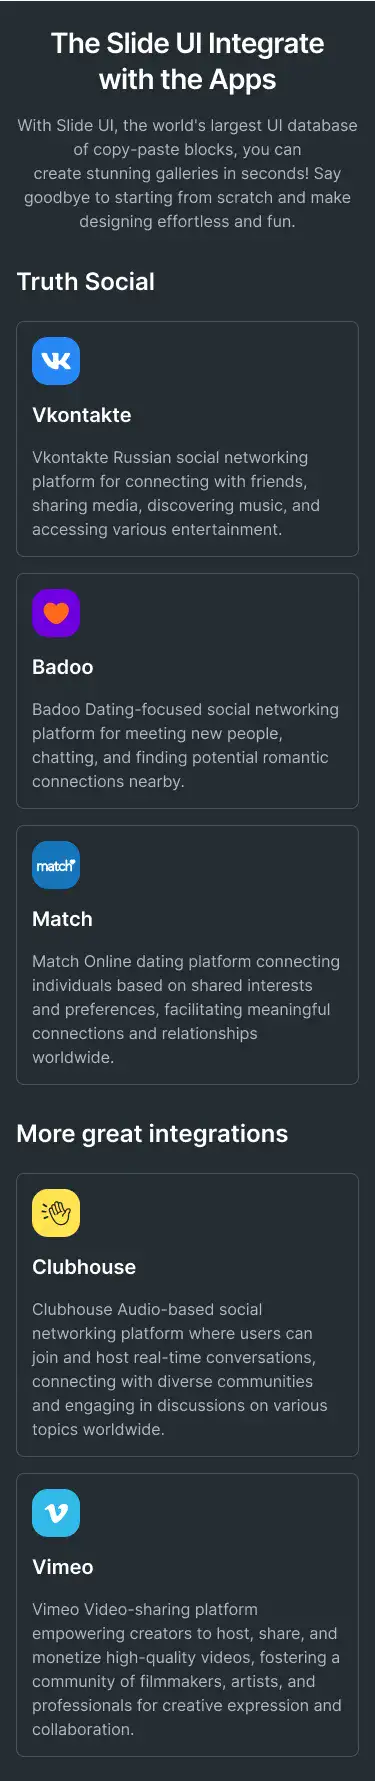 The Slide UI Integrate
with the Apps
With Slide UI, the world's largest UI database
of copy-paste blocks, you can
create stunning galleries in seconds! Say
goodbye to starting from scratch and make
designing effortless and fun.
Truth Social
Vkontakte
Vkontakte Russian social networking
platform for connecting with friends,
sharing media, discovering music, and
accessing various entertainment.
Badoo
Badoo Dating-focused social networking
platform for meeting new people,
chatting, and finding potential romantic
connections nearby.
match
Match
Match Online dating platform connecting
individuals based on shared interests
and preferences, facilitating meaningful
connections and relationships
worldwide.
More great integrations
Clubhouse
Clubhouse Audio-based social
networking platform where users can
join and host real-time conversations,
connecting with diverse communities
and engaging in discussions on various
topics worldwide.
Vimeo
Vimeo Video-sharing platform
empowering creators to host, share, and
monetize high-quality videos, fostering a
community of filmmakers, artists, and
professionals for creative expression and
collaboration.